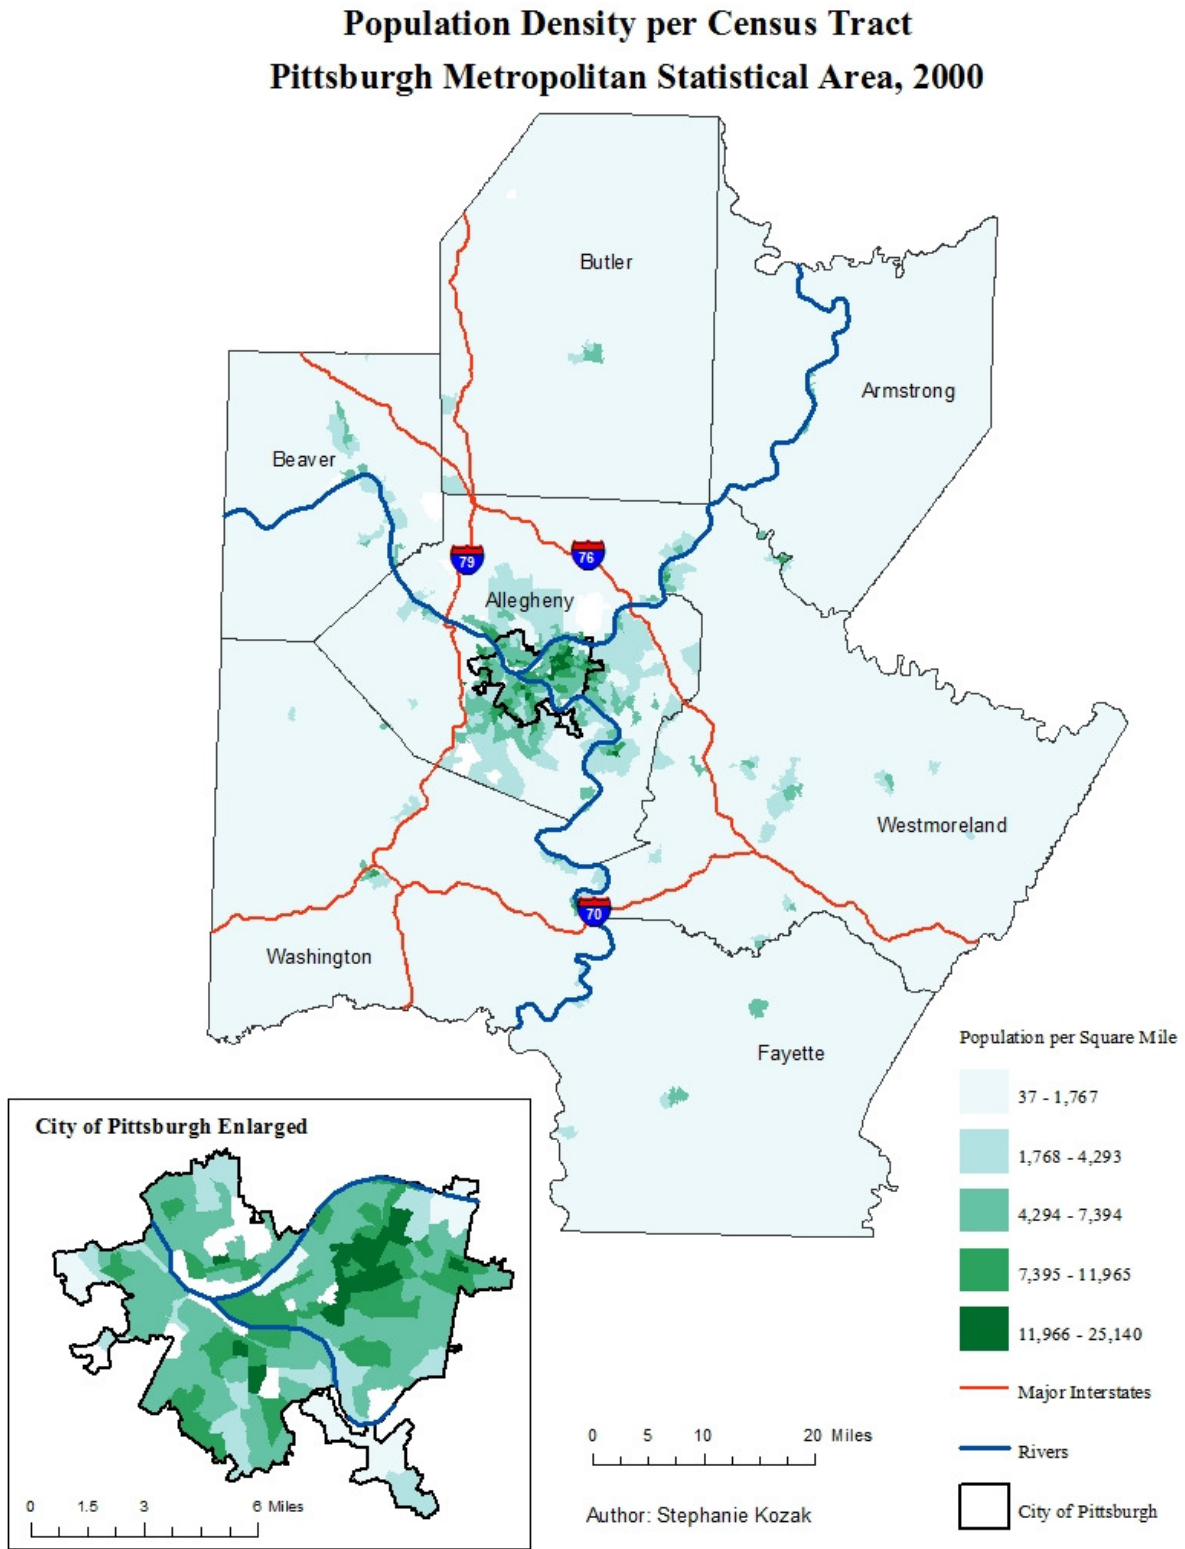 Population Density per Census Tract
Pittsburgh Metropolitan Statistical Area, 2000
Butler
Armstrong
Beaver
79
76
Allegheny
Westmoreland
70
Washington
Fayette
Population per Square Mile
37 - 1,767
1,768 - 4,293
4,294 - 7,394
7,395 - 11,965
11,966 - 25,140
Major Interstates
Rivers
City of Pittsburgh
City of Pittsburgh Enlarged
0 1.5 3 6 Miles
0 5 10 20 Miles
Author: Stephanie Kozak